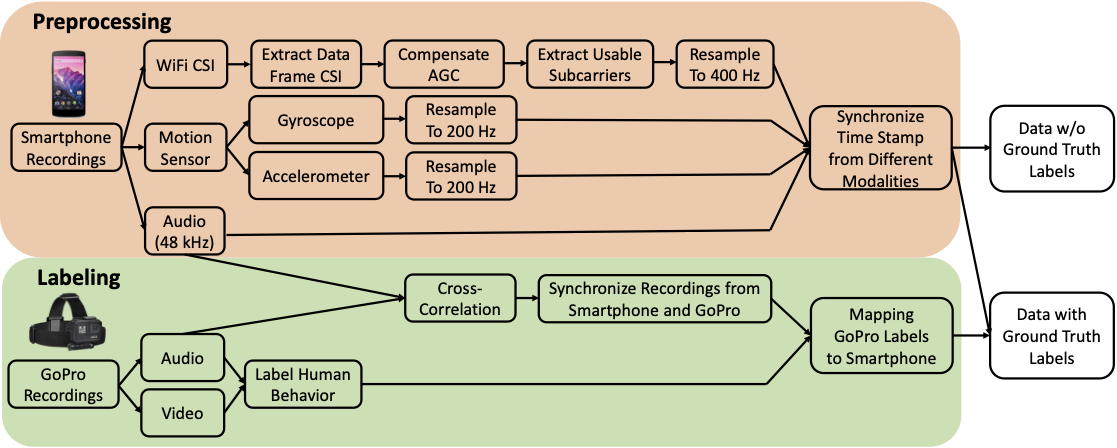 Preprocessing
WiFi CSI
Extract Data
Frame CSI
Compensate
AGC
Extract Usable
Subcarriers
Resample
To 400 Hz
Smartphone
Recordings
Motion
Sensor
Gyroscope
Resample
To 200 Hz
Accelerometer
Resample
To 200 Hz
Audio
(48 kHz)
Synchronize
Time Stamp
from Different
Modalities
Data w/o
Ground Truth
Labels
Labeling
Cross-
Correlation
Synchronize Recordings from
Smartphone and GoPro
GoPro
Recordings
Audio
Video
Label Human
Behavior
Mapping
GoPro Labels
to Smartphone
Data with
Ground Truth
Labels